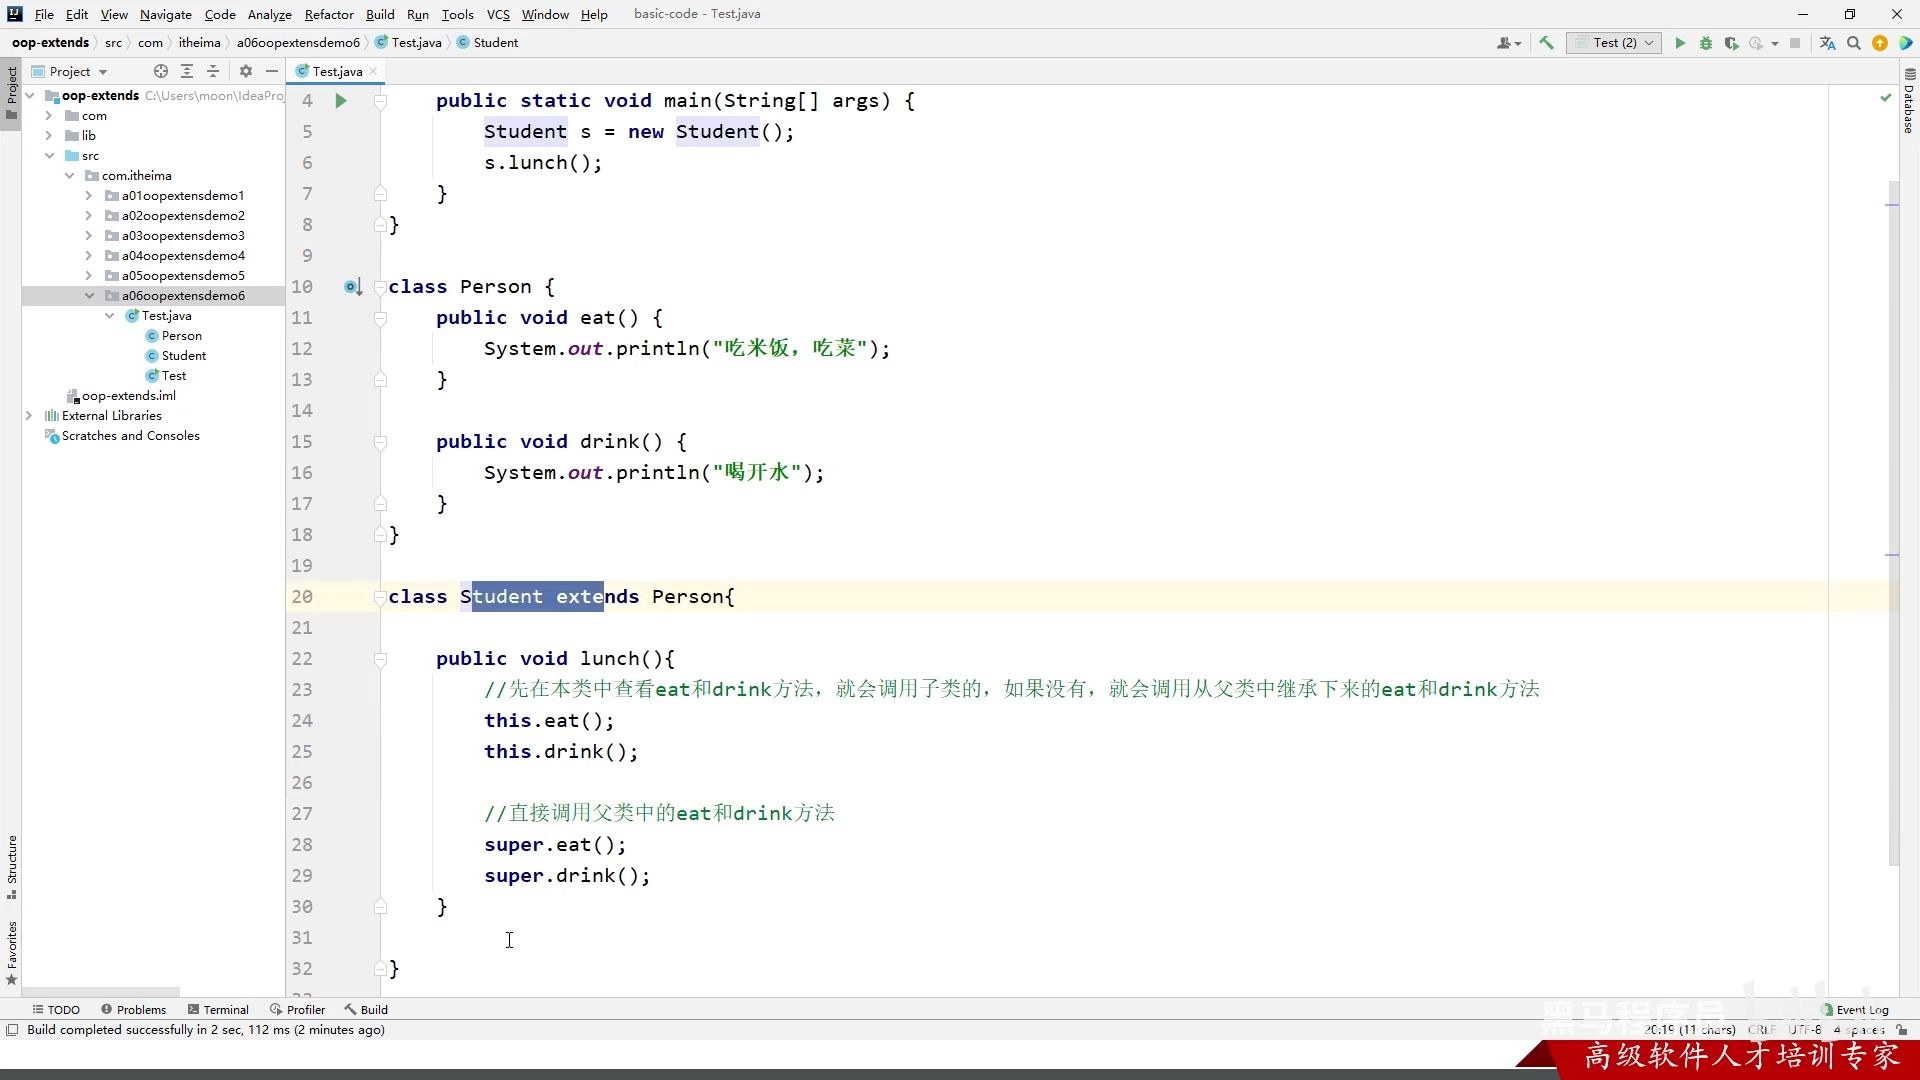 File Edit View Navigate Code Analyze Refactor Build Run Tools VCS Window Help basic-code - Test.java
oop-extends src com itheima a06oopextensdemo6 Test.java Student Test (2)
Project Test.java
Project
oop-extends C:\Users\moon\IdeaPro
com
lib
src
com.itheima
a01oopextensdemo1
a02oopextensdemo2
a03oopextensdemo3
a04oopextensdemo4
a05oopextensdemo5
a06oopextensdemo6
Test.java
Person
Student
Test
oop-extends.iml
External Libraries
Scratches and Consoles
Structure
Favorites
Database
4 public static void main(String[] args) {
5 Student s = new Student();
6 s.lunch();
7 }
8 }
9
10 class Person {
11 public void eat() {
12 System.out.println("吃米饭，吃菜");
13 }
14
15 public void drink() {
16 System.out.println("喝开水");
17 }
18 }
19
20 class Student extends Person{
21
22 public void lunch(){
23 //先在本类中查看eat和drink方法，就会调用子类的，如果没有，就会调用从父类中继承下来的eat和drink方法
24 this.eat();
25 this.drink();
26
27 //直接调用父类中的eat和drink方法
28 super.eat();
29 super.drink();
30 }
31
32 }
TODO Problems Terminal Profiler Build Event Log
Build completed successfully in 2 sec, 112 ms (2 minutes ago) 20:19 (11 chars) CRLF UTF-8 4 spaces
黑马程序员
高级软件人才培训专家